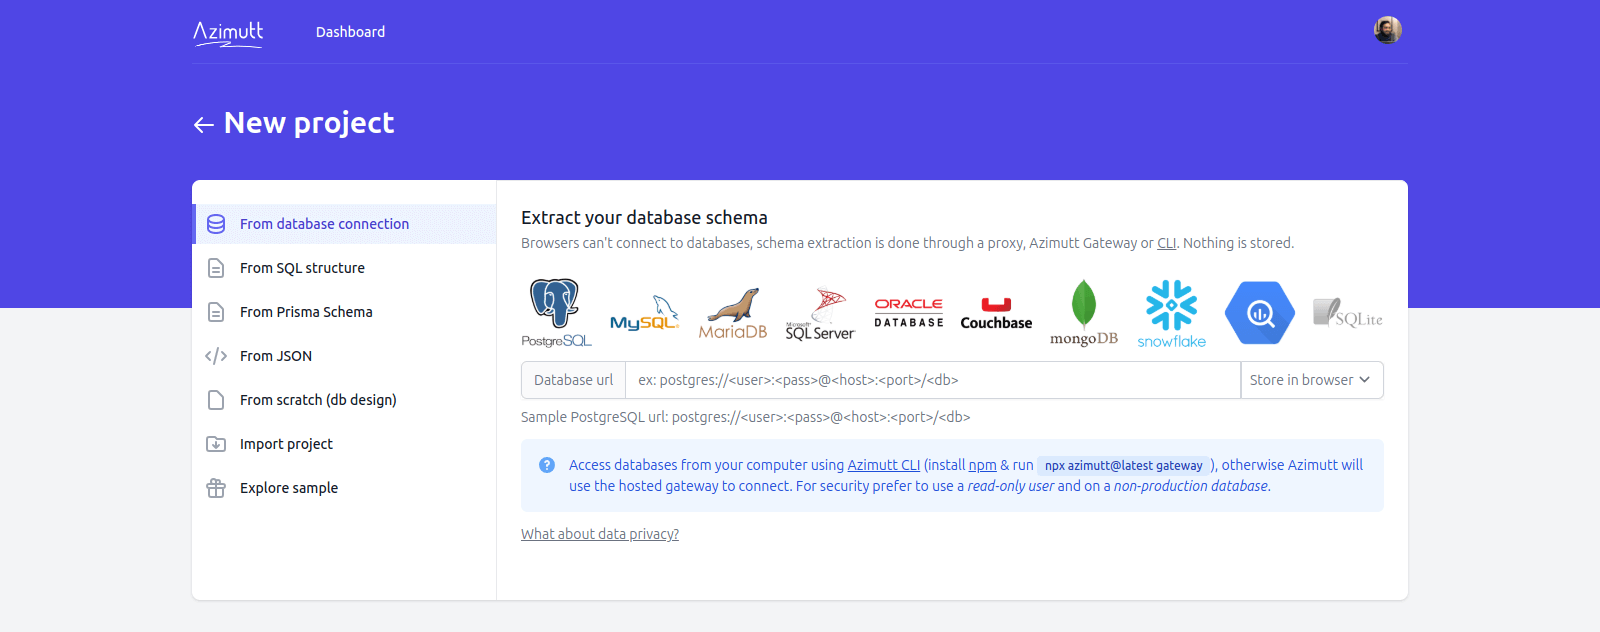 Azimutt
Dashboard
← New project
From database connection
From SQL structure
From Prisma Schema
</> From JSON
From scratch (db design)
Import project
Explore sample
Extract your database schema
Browsers can't connect to databases, schema extraction is done through a proxy, Azimutt Gateway or CLI. Nothing is stored.
PostgreSQL
MySQL
MariaDB
Microsoft
SQL Server
ORACLE
DATABASE
Couchbase
mongoDB
snowflake
SQLite
Database url
ex: postgres://<user>:<pass>@<host>:<port>/<db>
Store in browser
Sample PostgreSQL url: postgres://<user>:<pass>@<host>:<port>/<db>
? Access databases from your computer using Azimutt CLI (install npm & run npx azimutt@latest gateway ), otherwise Azimutt will
use the hosted gateway to connect. For security prefer to use a read-only user and on a non-production database.
What about data privacy?